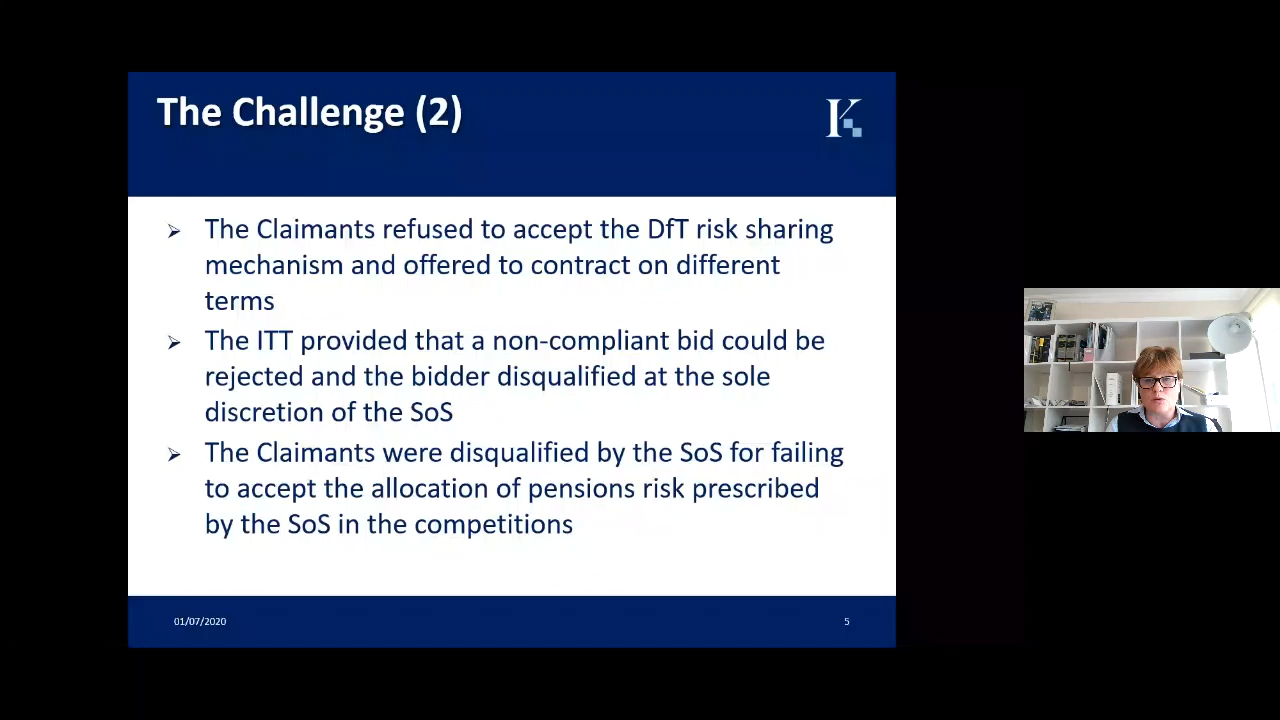 The Challenge (2)
K
➢ The Claimants refused to accept the DfT risk sharing
mechanism and offered to contract on different
terms
➢ The ITT provided that a non-compliant bid could be
rejected and the bidder disqualified at the sole
discretion of the SoS
➢ The Claimants were disqualified by the SoS for failing
to accept the allocation of pensions risk prescribed
by the SoS in the competitions
01/07/2020
5